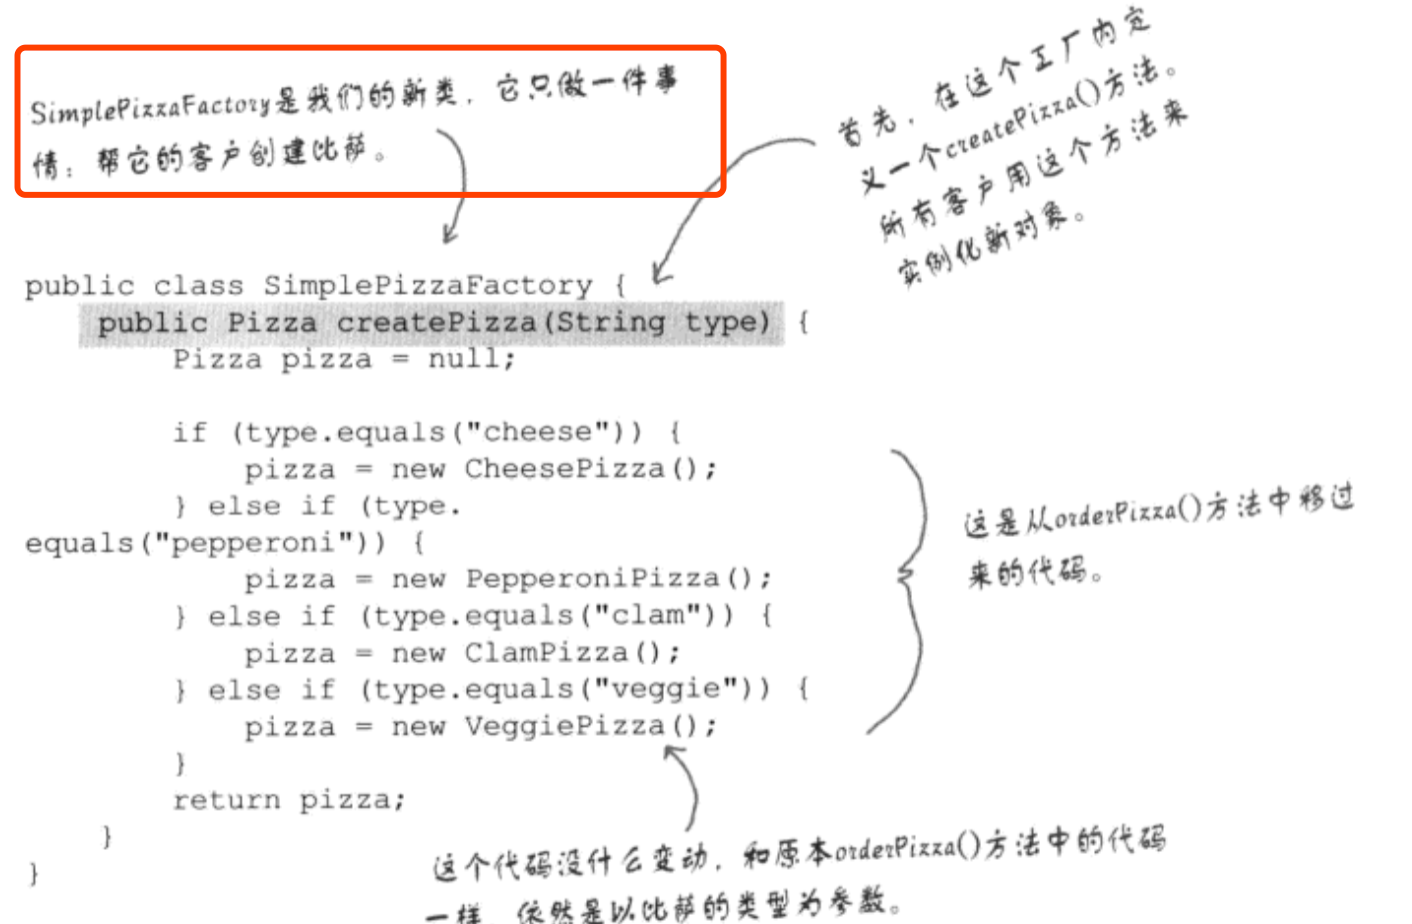 SimplePizzaFactory是我们的新类，它只做一件事
情：帮它的客户创建比萨。
首先，在这个工厂内定
义一个createPizza()方法。
所有客户用这个方法来
实例化新对象。
public class SimplePizzaFactory {
public Pizza createPizza(String type) {
Pizza pizza = null;
if (type.equals("cheese")) {
pizza = new CheesePizza();
} else if (type.
equals("pepperoni")) {
pizza = new PepperoniPizza();
} else if (type.equals("clam")) {
pizza = new ClamPizza();
} else if (type.equals("veggie")) {
pizza = new VeggiePizza();
}
return pizza;
}
}
这是从orderPizza()方法中移过
来的代码。
这个代码没什么变动，和原本orderPizza()方法中的代码
一样，依然是以比萨的类型为参数。